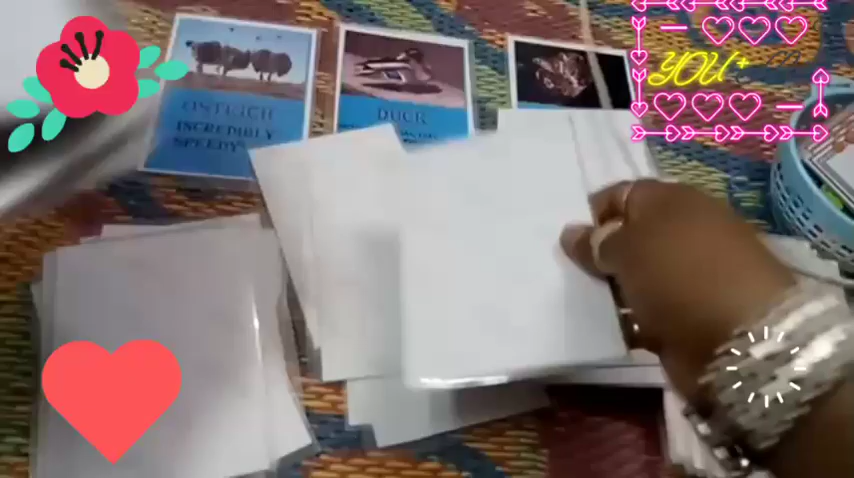 YOU
OSTRICH
INCREDIBLY
SPEEDY
DUCK